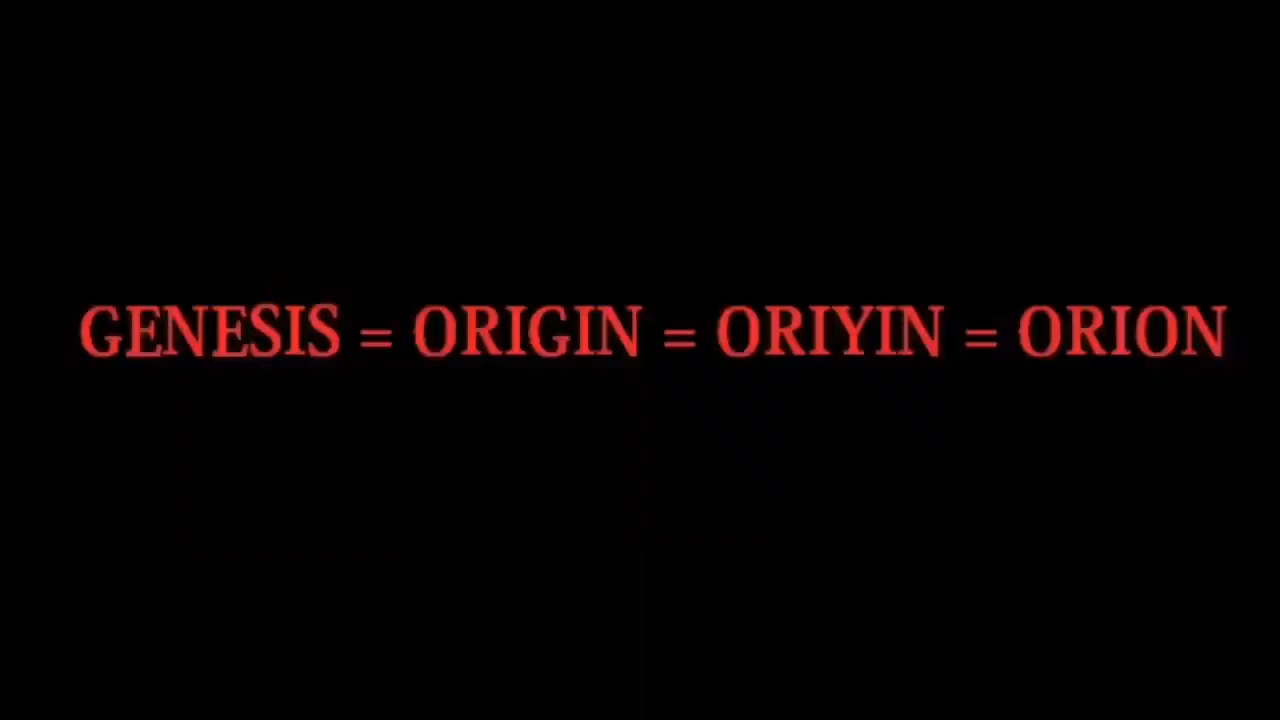 GENESIS = ORIGIN = ORIYIN = ORION